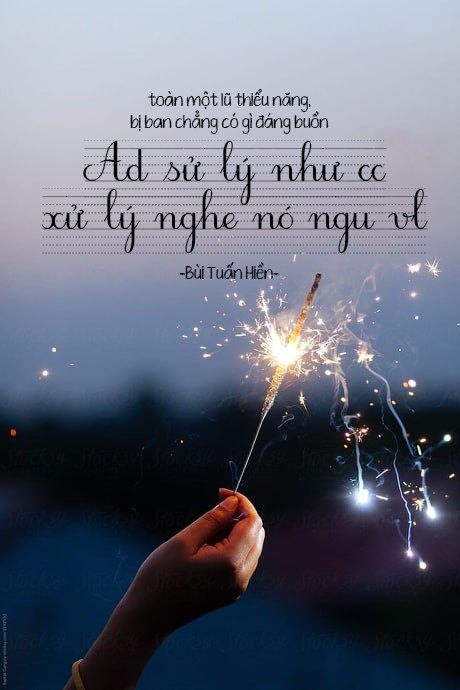 toàn một lũ thiểu năng,
bị ban chẳng có gì đáng buồn
Ad sử lý như cc
xử lý nghe nó ngu vl
-Bùi Tuấn Hiền-